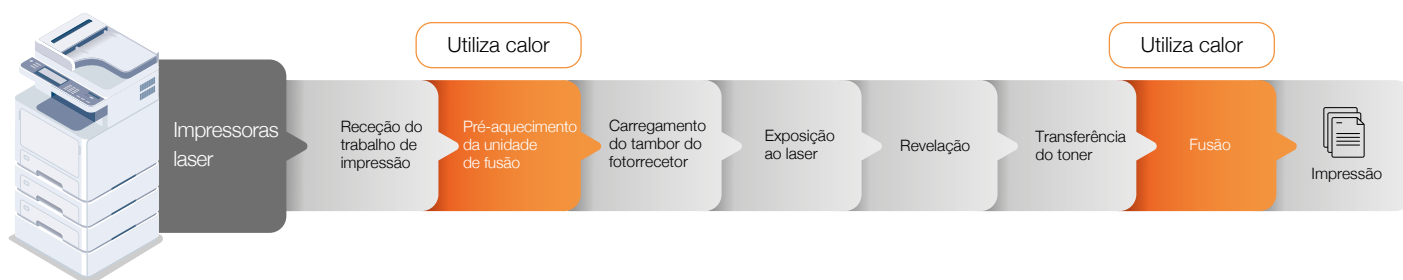 Utiliza calor
Utiliza calor
Impressoras
laser
Receção do
trabalho de
impressão
Pré-aquecimento
da unidade
de fusão
Carregamento
do tambor do
fotorrecetor
Exposição
ao laser
Revelação
Transferência
do toner
Fusão
Impressão